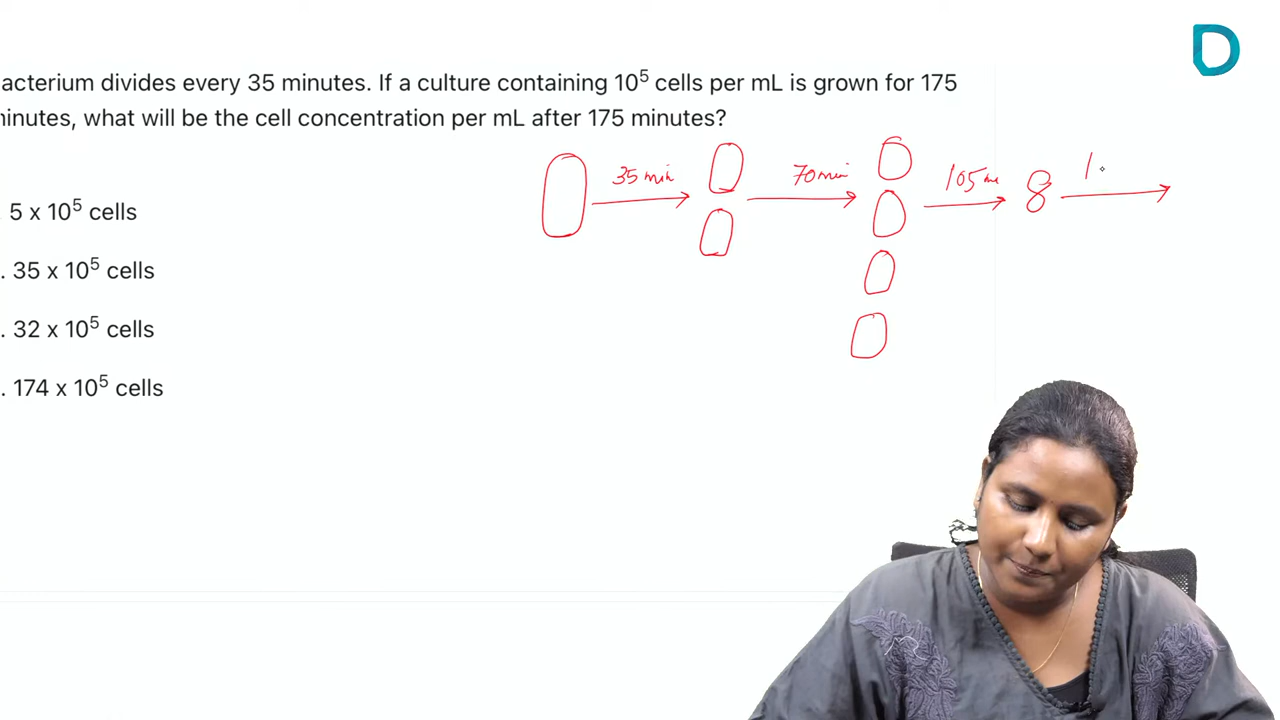 acterium divides every 35 minutes. If a culture containing 10⁵ cells per mL is grown for 175
inutes, what will be the cell concentration per mL after 175 minutes?
35 min
70 min
105 min
8
1
. 5 x 10⁵ cells
. 35 x 10⁵ cells
. 32 x 10⁵ cells
. 174 x 10⁵ cells